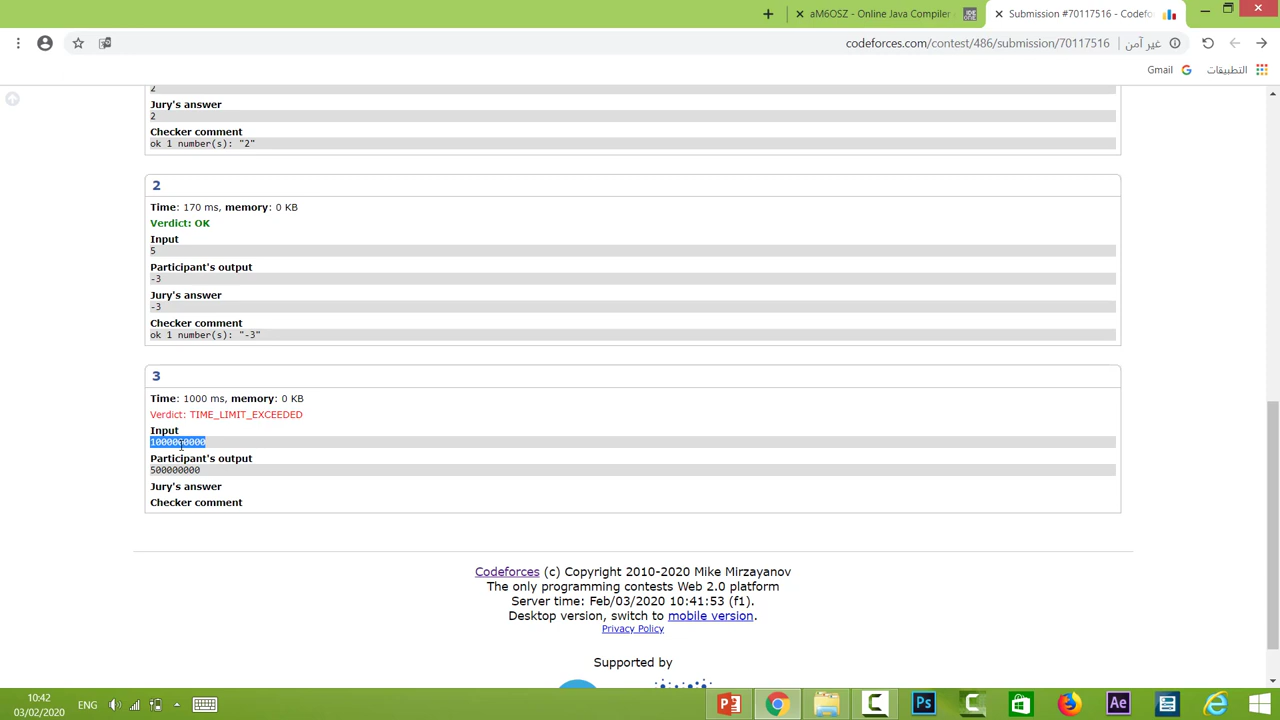 aM6OSZ - Online Java Compiler
Submission #70117516 - Codefo
codeforces.com/contest/486/submission/70117516
غير آمن
Gmail
التطبيقات
2
Jury's answer
2
Checker comment
ok 1 number(s): "2"
2
Time: 170 ms, memory: 0 KB
Verdict: OK
Input
5
Participant's output
-3
Jury's answer
-3
Checker comment
ok 1 number(s): "-3"
3
Time: 1000 ms, memory: 0 KB
Verdict: TIME_LIMIT_EXCEEDED
Input
1000000000
Participant's output
500000000
Jury's answer
Checker comment
Codeforces (c) Copyright 2010-2020 Mike Mirzayanov
The only programming contests Web 2.0 platform
Server time: Feb/03/2020 10:41:53 (f1).
Desktop version, switch to mobile version.
Privacy Policy
Supported by
10:42
03/02/2020
ENG
Ps
Ae